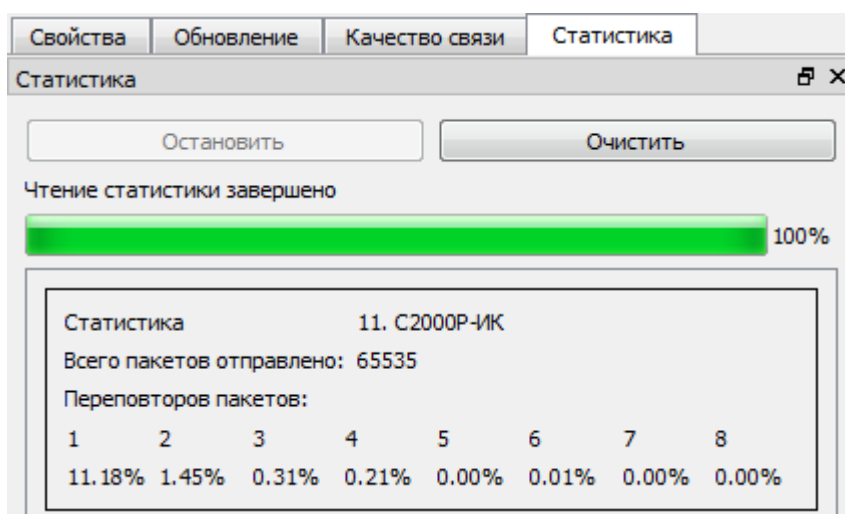 Свойства Обновление Качество связи Статистика
Статистика
Остановить Очистить
Чтение статистики завершено
100%
Статистика 11. С2000Р-ИК
Всего пакетов отправлено: 65535
Переповторов пакетов:
1 2 3 4 5 6 7 8
11.18% 1.45% 0.31% 0.21% 0.00% 0.01% 0.00% 0.00%